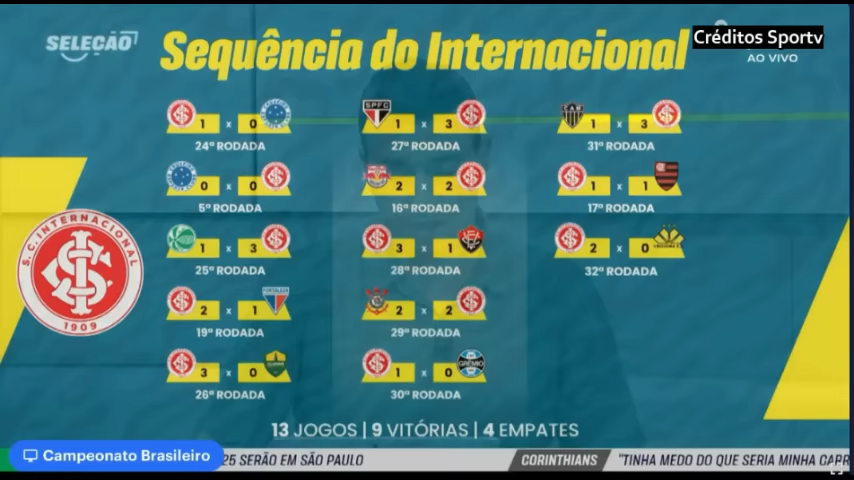 SELEÇÃO
Sequência do Internacional
Créditos Sportv
AO VIVO
1 x 0
24ª RODADA
SPFC 1 x 3
27ª RODADA
CAM 1 x 3
31ª RODADA
0 x 0
5ª RODADA
2 x 2
16ª RODADA
1 x 1
17ª RODADA
1 x 3
25ª RODADA
3 x 1
28ª RODADA
2 x 0
32ª RODADA
2 x 1 FORTALEZA
19ª RODADA
2 x 2
29ª RODADA
3 x 0
26ª RODADA
1 x 0 GRÊMIO
30ª RODADA
S.C. INTERNACIONAL
1909
13 JOGOS | 9 VITÓRIAS | 4 EMPATES
Campeonato Brasileiro
25 SERÃO EM SÃO PAULO
CORINTHIANS
"TINHA MEDO DO QUE SERIA MINHA CARR